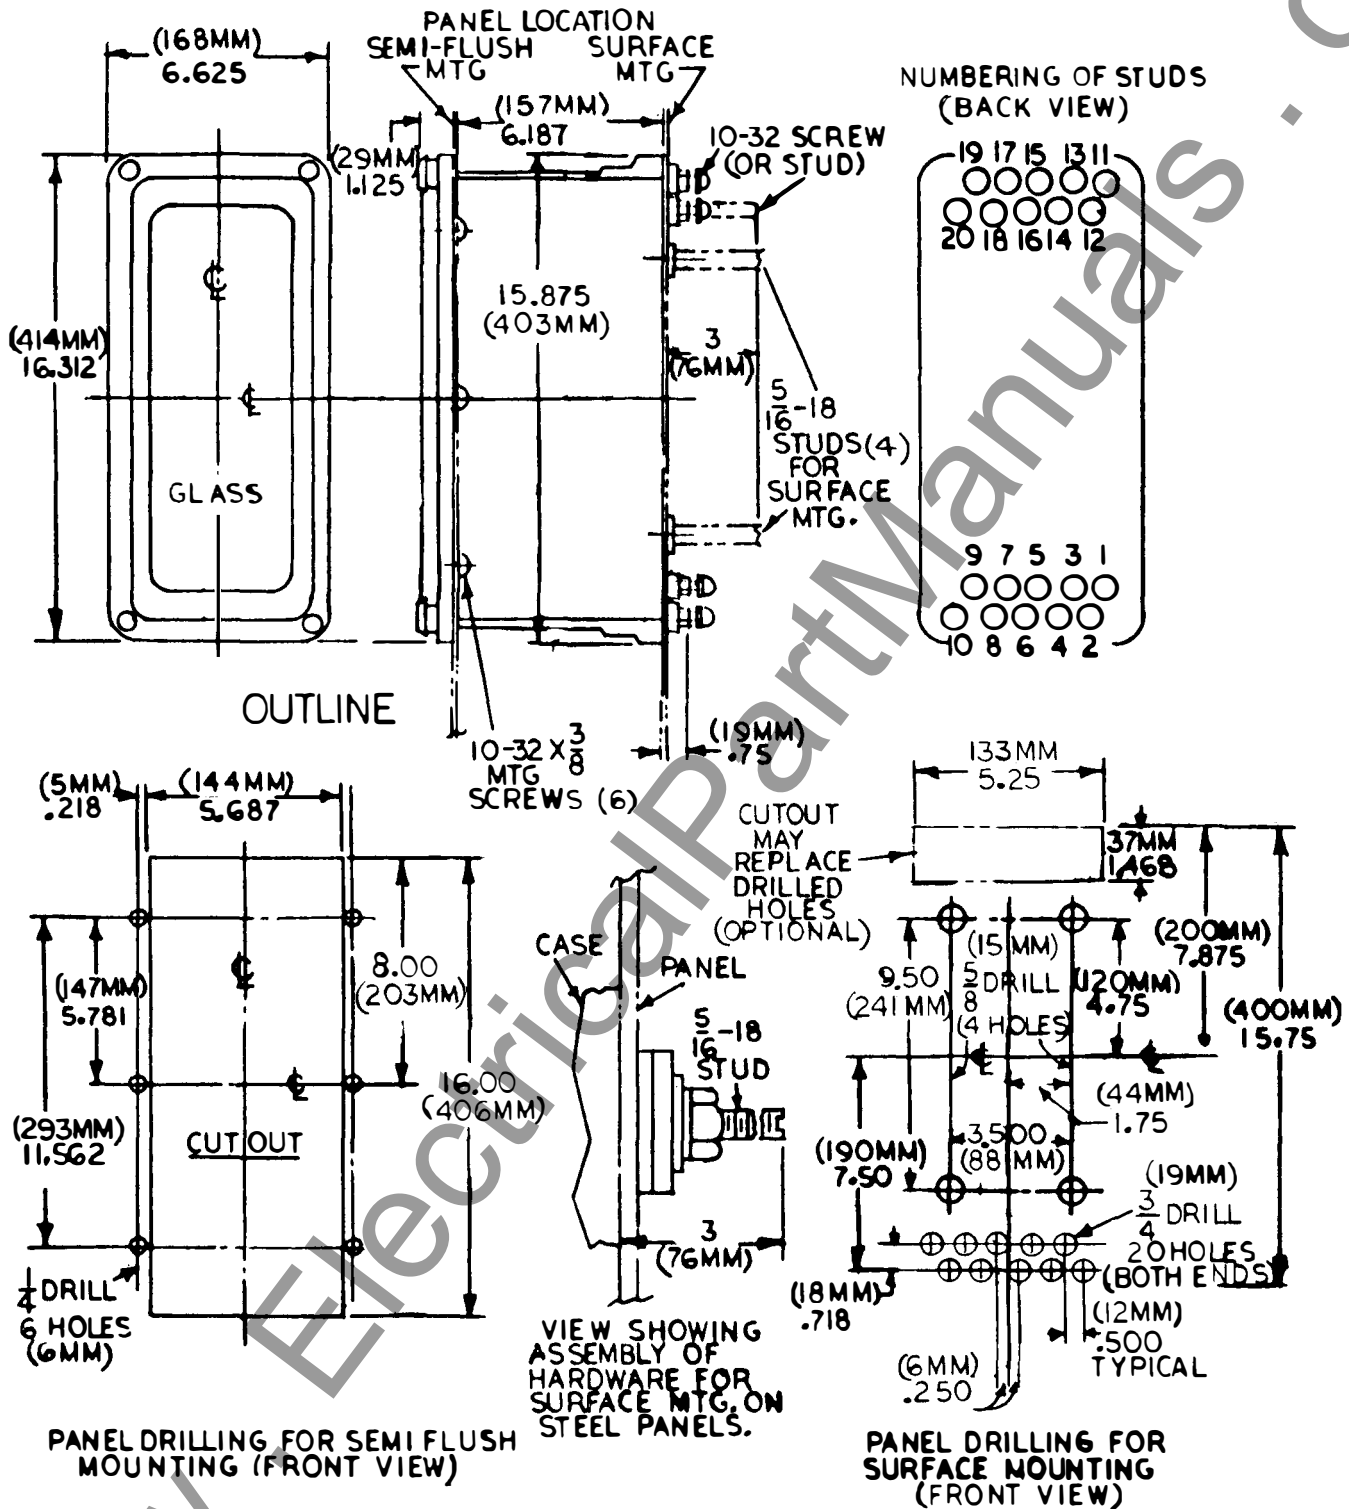 PANEL LOCATION
SEMI-FLUSH MTG
SURFACE MTG
(168MM)
6.625
(157MM)
6.187
(29MM)
1.125
10-32 SCREW
(OR STUD)
NUMBERING OF STUDS
(BACK VIEW)
19 17 15 13 11
20 18 16 14 12
(414MM)
16.312
15.875
(403MM)
3
(76MM)
5/16-18
STUDS(4)
FOR
SURFACE
MTG.
GLASS
9 7 5 3 1
10 8 6 4 2
OUTLINE
10-32 X 3/8
MTG
SCREWS (6)
(19MM)
.75
(5MM)
.218
(144MM)
5.687
(147MM)
5.781
8.00
(203MM)
(293MM)
11.562
16.00
(406MM)
CUTOUT
1/4 DRILL
6 HOLES
(6MM)
PANEL DRILLING FOR SEMI FLUSH
MOUNTING (FRONT VIEW)
CASE
PANEL
5/16-18
STUD
3
(76MM)
VIEW SHOWING
ASSEMBLY OF
HARDWARE FOR
SURFACE MTG. ON
STEEL PANELS.
133MM
5.25
CUTOUT
MAY
REPLACE
DRILLED
HOLES
(OPTIONAL)
37MM
1.468
(200MM)
7.875
(400MM)
15.75
9.50
(241MM)
(15MM)
5/8 DRILL
(4 HOLES)
(120MM)
4.75
(44MM)
1.75
3.500
(88MM)
(190MM)
7.50
(19MM)
3/4 DRILL
20 HOLES
(BOTH ENDS)
(18MM)
.718
(12MM)
.500
TYPICAL
(6MM)
.250
PANEL DRILLING FOR
SURFACE MOUNTING
(FRONT VIEW)
ElectricalPartManuals